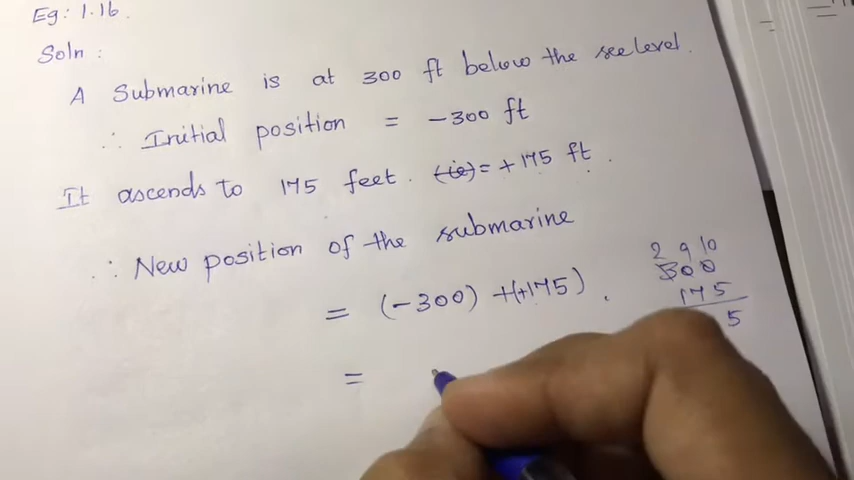 Eg: 1.16.
Soln :
A Submarine is at 300 ft below the see level.
∴ Initial position = -300 ft
It ascends to 175 feet. (ie) = +175 ft.
∴ New position of the submarine
= (-300) + (+175).
=
2 9 10
300
175
5